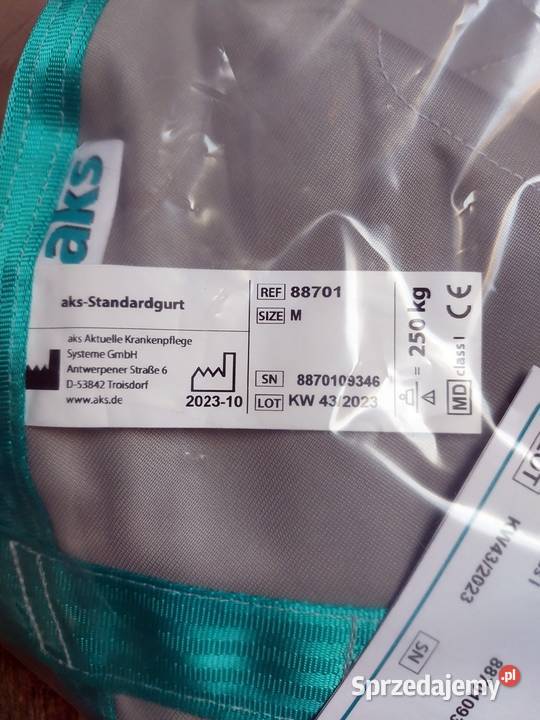 aks
aks-Standardgurt
aks Aktuelle Krankenpflege
Systeme GmbH
Antwerpener Straße 6
D-53842 Troisdorf
www.aks.de
2023-10
REF 88701
SIZE M
SN 8870109346
LOT KW 43/2023
= 250 kg
MD class I CE
LOT
KW43/2023
SN
Sprzedajemy.pl